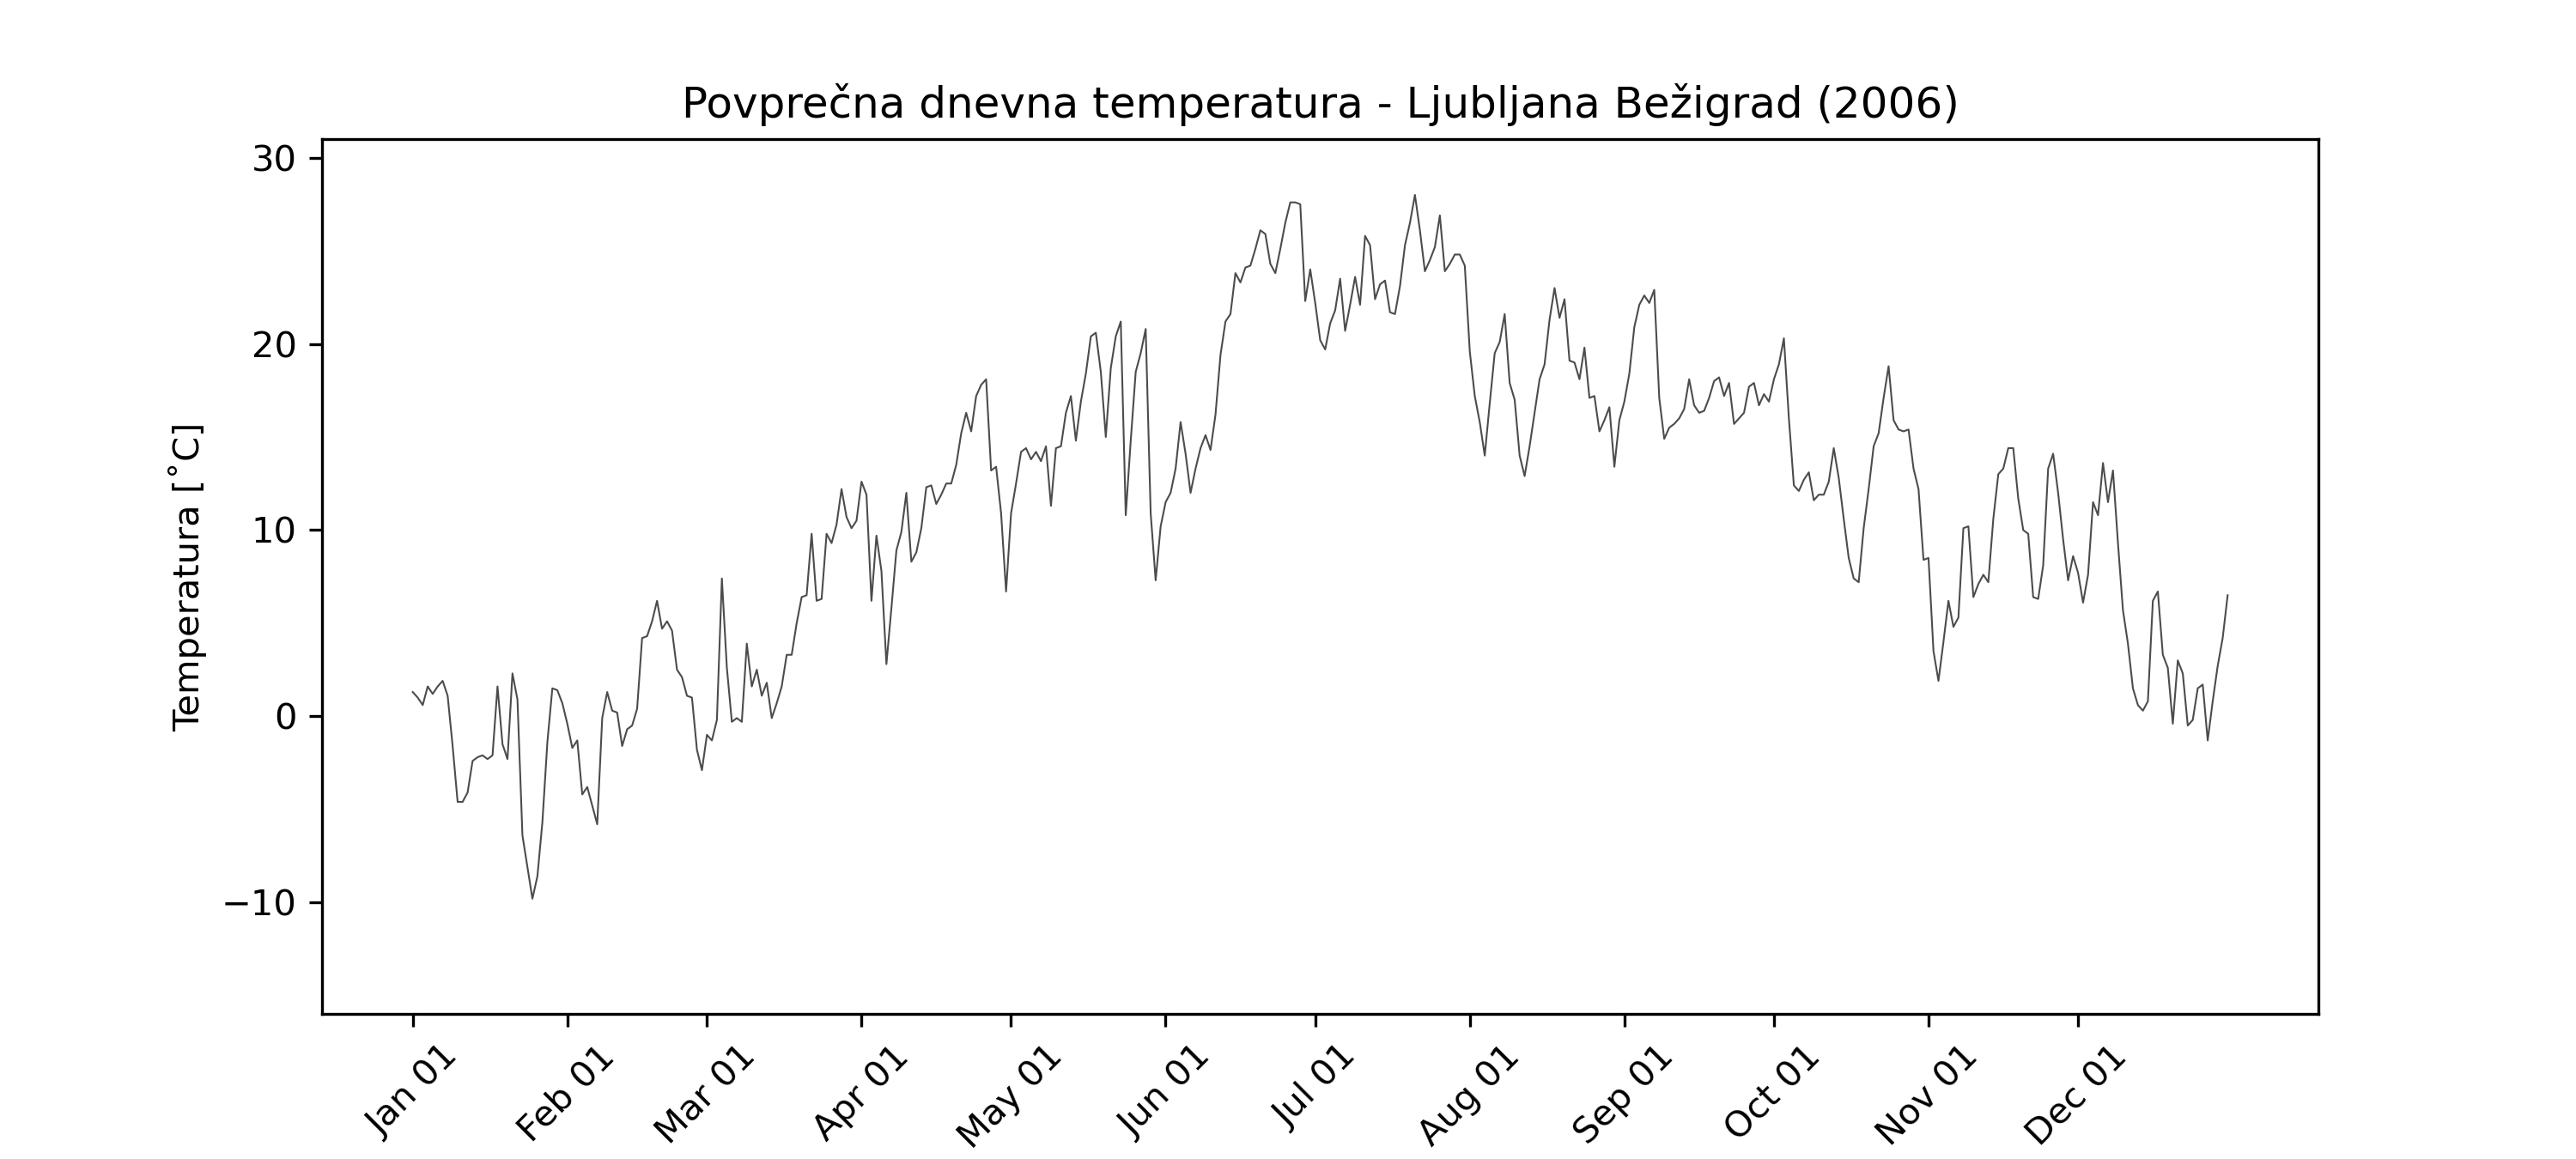 Povprečna dnevna temperatura - Ljubljana Bežigrad (2006)
Temperatura [˚C]
30
20
10
0
−10
Jan 01
Feb 01
Mar 01
Apr 01
May 01
Jun 01
Jul 01
Aug 01
Sep 01
Oct 01
Nov 01
Dec 01